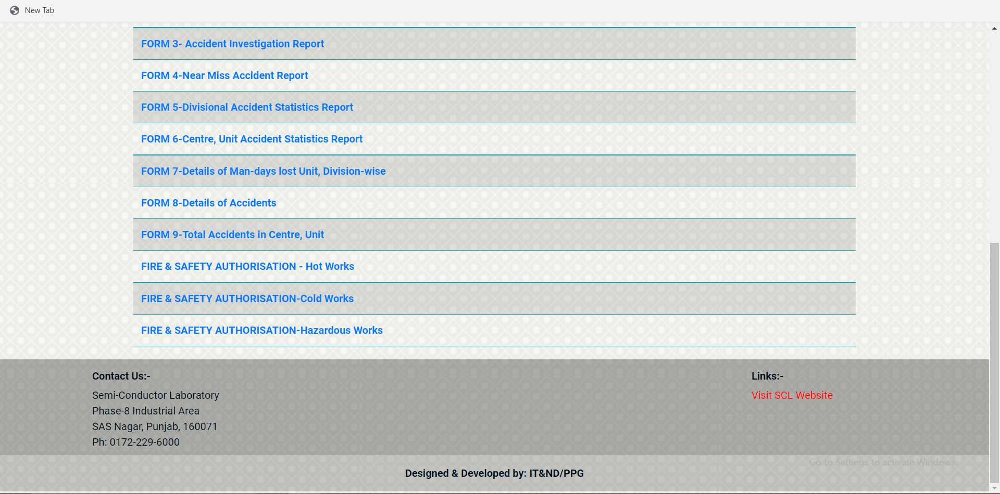 New Tab
FORM 3- Accident Investigation Report
FORM 4-Near Miss Accident Report
FORM 5-Divisional Accident Statistics Report
FORM 6-Centre, Unit Accident Statistics Report
FORM 7-Details of Man-days lost Unit, Division-wise
FORM 8-Details of Accidents
FORM 9-Total Accidents in Centre, Unit
FIRE & SAFETY AUTHORISATION - Hot Works
FIRE & SAFETY AUTHORISATION-Cold Works
FIRE & SAFETY AUTHORISATION-Hazardous Works
Contact Us:-
Semi-Conductor Laboratory
Phase-8 Industrial Area
SAS Nagar, Punjab, 160071
Ph: 0172-229-6000
Links:-
Visit SCL Website
Go to Settings to activate Windows.
Designed & Developed by: IT&ND/PPG